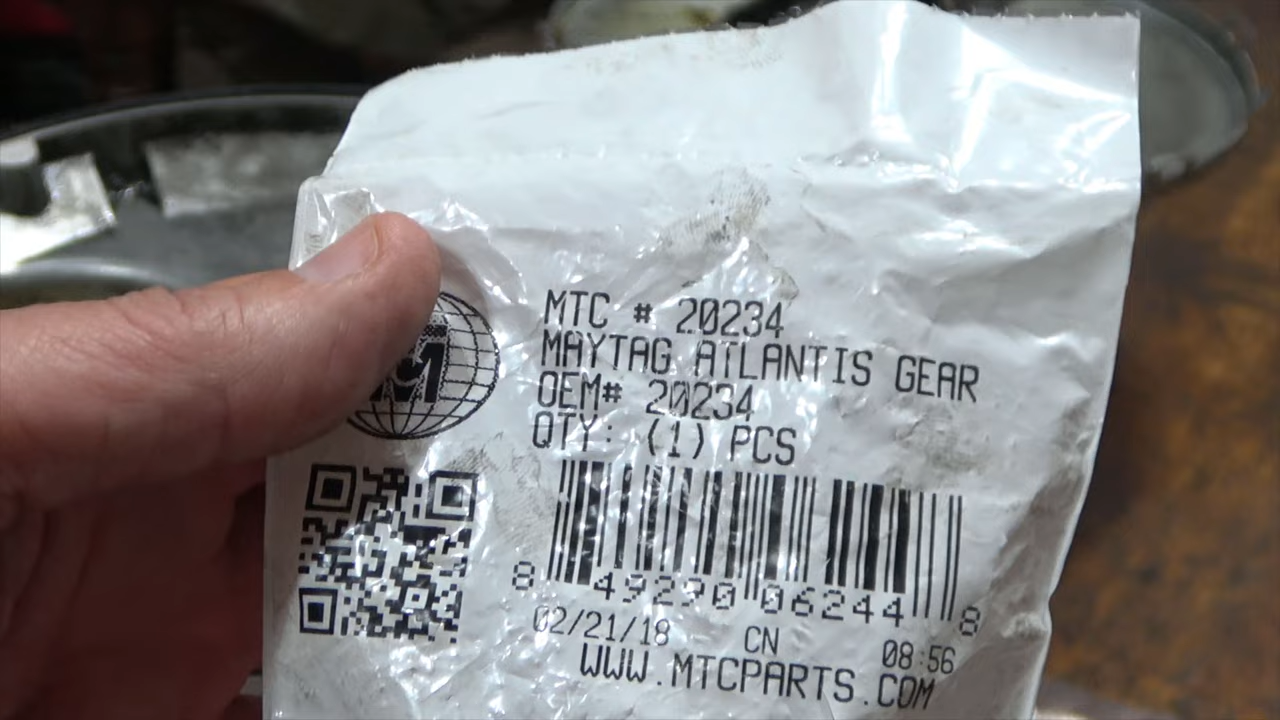 M
MTC # 20234
MAYTAG ATLANTIS GEAR
OEM# 20234
QTY: (1) PCS
8 49290 06244 8
02/21/18 CN 08:56
WWW.MTCPARTS.COM